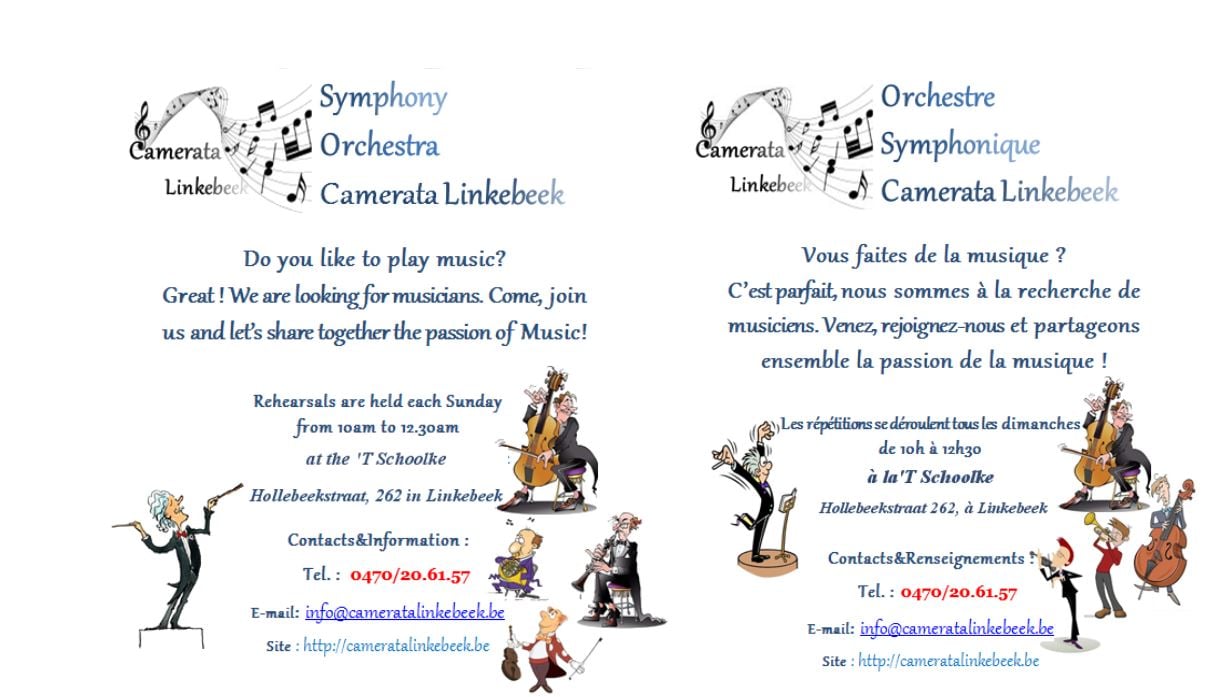 Camerata
Linkebeek
Symphony
Orchestra
Camerata Linkebeek
Do you like to play music?
Great ! We are looking for musicians. Come, join
us and let's share together the passion of Music!
Rehearsals are held each Sunday
from 10am to 12.30am
at the 'T Schoolke
Hollebeekstraat, 262 in Linkebeek
Contacts&Information :
Tel. : 0470/20.61.57
E-mail: info@cameratalinkebeek.be
Site : http://cameratalinkebeek.be
Camerata
Linkebeek
Orchestre
Symphonique
Camerata Linkebeek
Vous faites de la musique ?
C'est parfait, nous sommes à la recherche de
musiciens. Venez, rejoignez-nous et partageons
ensemble la passion de la musique !
Les répétitions se déroulent tous les dimanches
de 10h à 12h30
à la'T Schoolke
Hollebeekstraat 262, à Linkebeek
Contacts&Renseignements :
Tel. : 0470/20.61.57
E-mail: info@cameratalinkebeek.be
Site : http://cameratalinkebeek.be